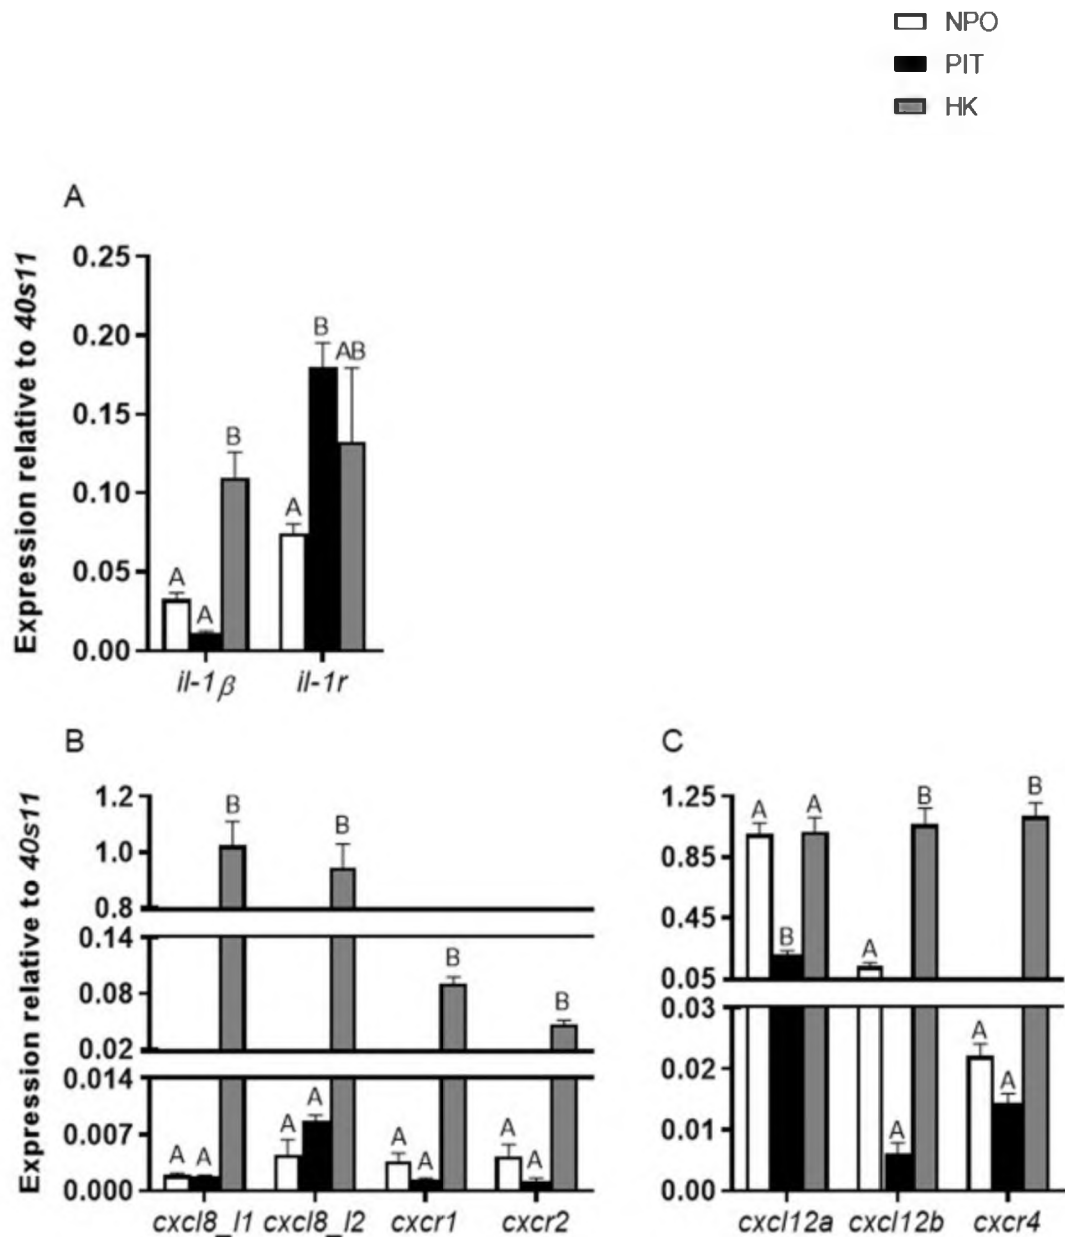 NPO
PIT
HK
A
Expression relative to 40s11
0.25
0.20
0.15
0.10
0.05
0.00
A
A
B
A
B
AB
il-1β
il-1r
B
Expression relative to 40s11
1.2
1.0
0.8
0.14
0.08
0.02
0.014
0.007
0.000
B
B
B
B
A
A
A
A
A
A
A
A
cxcl8_l1
cxcl8_l2
cxcr1
cxcr2
C
1.25
0.85
0.45
0.05
0.03
0.02
0.01
0.00
A
B
A
A
B
B
A
A
A
cxcl12a
cxcl12b
cxcr4